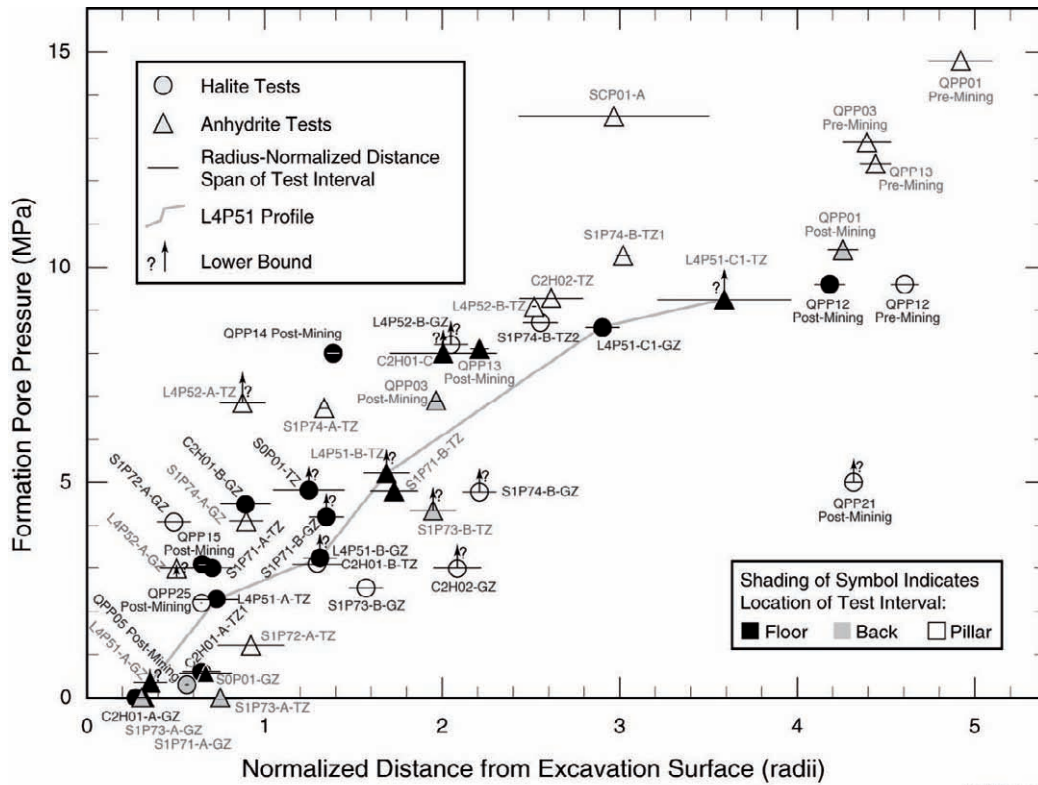 15
10
5
0
0
1
2
3
4
5
Formation Pore Pressure (MPa)
Normalized Distance from Excavation Surface (radii)
Halite Tests
Anhydrite Tests
Radius-Normalized Distance
Span of Test Interval
L4P51 Profile
? Lower Bound
SCP01-A
QPP01
Pre-Mining
QPP03
Pre-Mining
QPP13
Pre-Mining
QPP01
Post-Mining
S1P74-B-TZ1
L4P51-C1-TZ
?
C2H02-TZ
L4P52-B-TZ
QPP12
Post-Mining
QPP12
Pre-Mining
L4P52-B-GZ
?
?
S1P74-B-TZ2
L4P51-C1-GZ
QPP14 Post-Mining
C2H01-C
QPP13
Post-Mining
QPP03
Post-Mining
L4P52-A-TZ
?
S1P74-A-TZ
L4P51-B-TZ
?
S1P71-B-TZ
S0P01-TZ
?
C2H01-B-GZ
S1P74-A-GZ
S1P72-A-GZ
L4P52-A-GZ
?
S1P74-B-GZ
?
S1P73-B-TZ
?
?
QPP21
Post-Mining
QPP15
Post-Mining
S1P71-A-TZ
S1P71-B-GZ
?
L4P51-B-GZ
?
C2H01-B-TZ
C2H02-GZ
?
S1P73-B-GZ
QPP25
Post-Mining
L4P51-A-TZ
QPP05 Post-Mining
L4P51-A-GZ
?
C2H01-A-TZ1
S1P72-A-TZ
S0P01-GZ
S1P73-A-TZ
C2H01-A-GZ
S1P73-A-GZ
S1P71-A-GZ
Shading of Symbol Indicates
Location of Test Interval:
Floor Back Pillar